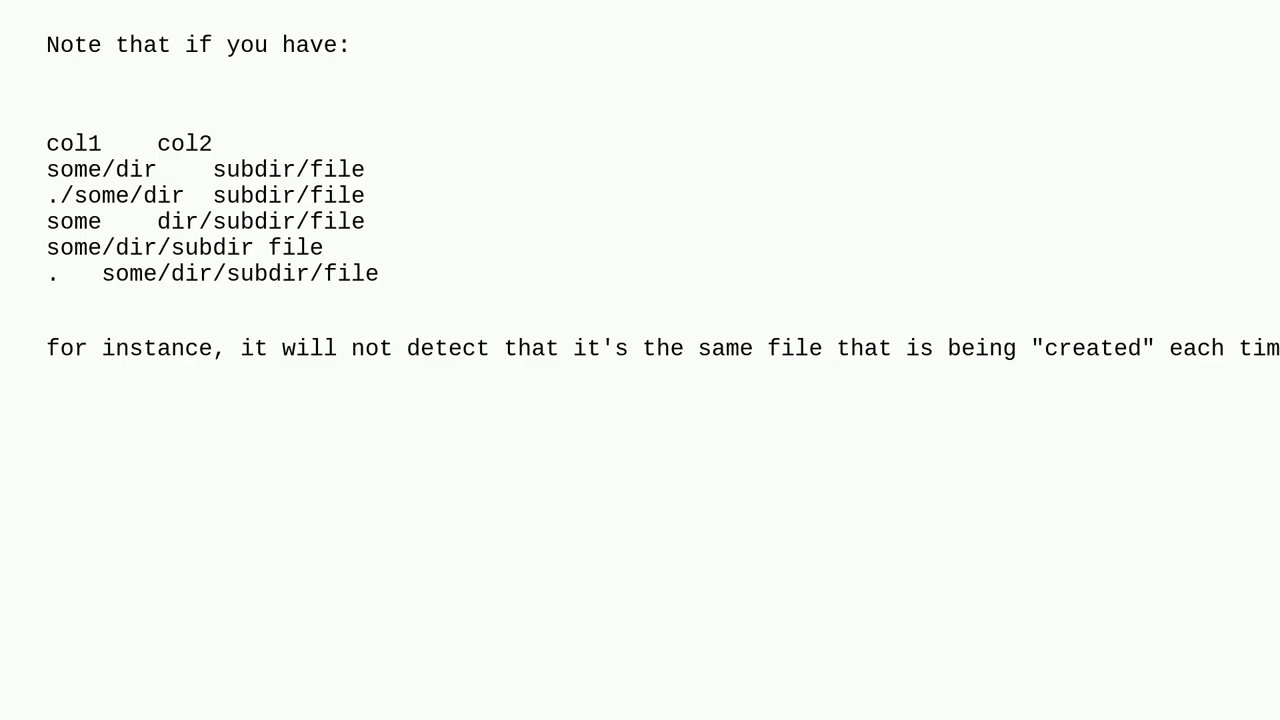 Note that if you have:
col1    col2
some/dir    subdir/file
./some/dir  subdir/file
some    dir/subdir/file
some/dir/subdir file
.   some/dir/subdir/file
for instance, it will not detect that it's the same file that is being "created" each